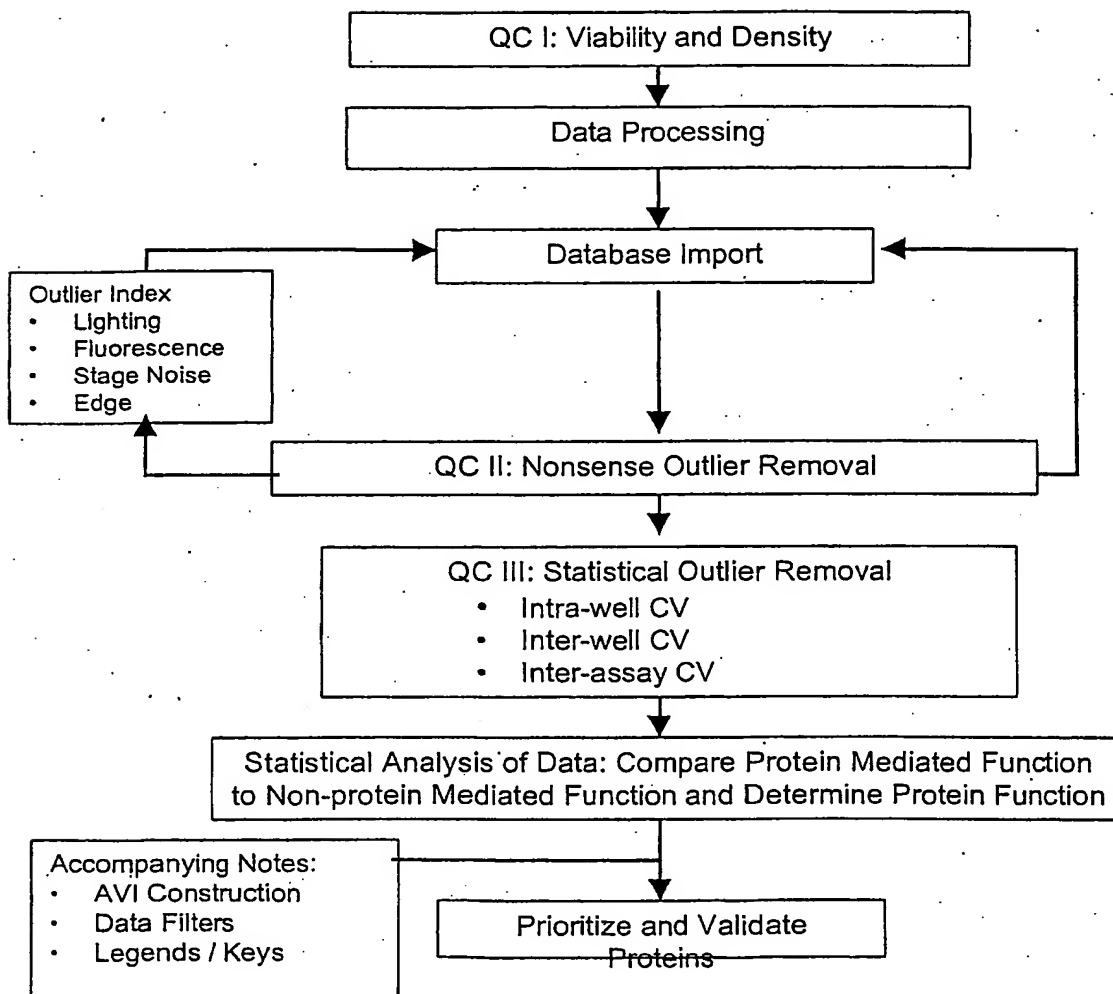 QC I: Viability and Density
Data Processing
Database Import
Outlier Index
• Lighting
• Fluorescence
• Stage Noise
• Edge
QC II: Nonsense Outlier Removal
QC III: Statistical Outlier Removal
• Intra-well CV
• Inter-well CV
• Inter-assay CV
Statistical Analysis of Data: Compare Protein Mediated Function
to Non-protein Mediated Function and Determine Protein Function
Accompanying Notes:
• AVI Construction
• Data Filters
• Legends / Keys
Prioritize and Validate
Proteins